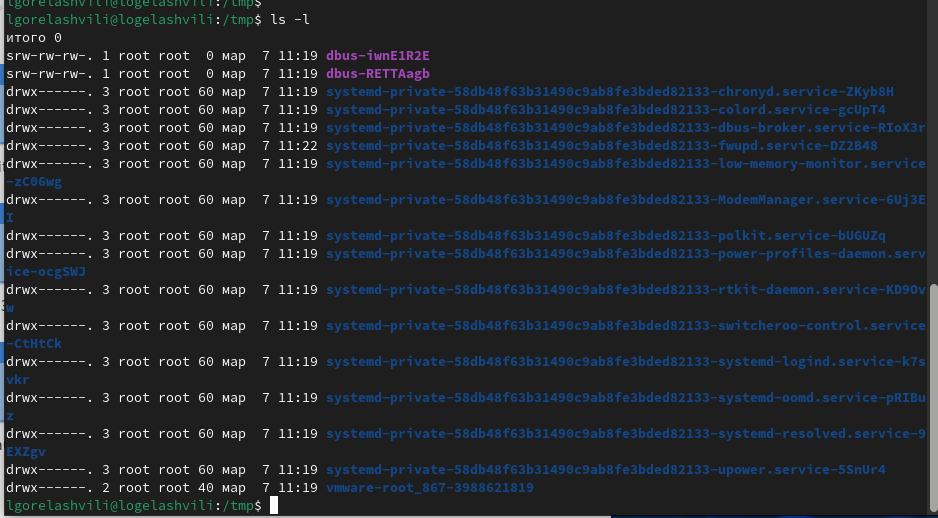 lgorelashvili@logelashvili:/tmp$
lgorelashvili@logelashvili:/tmp$ ls -l
итого 0
srw-rw-rw-. 1 root root  0 мар  7 11:19 dbus-iwnE1R2E
srw-rw-rw-. 1 root root  0 мар  7 11:19 dbus-RETTAagb
drwx------. 3 root root 60 мар  7 11:19 systemd-private-58db48f63b31490c9ab8fe3bded82133-chronyd.service-ZKyb8H
drwx------. 3 root root 60 мар  7 11:19 systemd-private-58db48f63b31490c9ab8fe3bded82133-colord.service-gcUpT4
drwx------. 3 root root 60 мар  7 11:19 systemd-private-58db48f63b31490c9ab8fe3bded82133-dbus-broker.service-RIoX3r
drwx------. 3 root root 60 мар  7 11:22 systemd-private-58db48f63b31490c9ab8fe3bded82133-fwupd.service-DZ2B48
drwx------. 3 root root 60 мар  7 11:19 systemd-private-58db48f63b31490c9ab8fe3bded82133-low-memory-monitor.service
-zC06wg
drwx------. 3 root root 60 мар  7 11:19 systemd-private-58db48f63b31490c9ab8fe3bded82133-ModemManager.service-6Uj3E
I
drwx------. 3 root root 60 мар  7 11:19 systemd-private-58db48f63b31490c9ab8fe3bded82133-polkit.service-bUGUZq
drwx------. 3 root root 60 мар  7 11:19 systemd-private-58db48f63b31490c9ab8fe3bded82133-power-profiles-daemon.serv
ice-ocgSWJ
drwx------. 3 root root 60 мар  7 11:19 systemd-private-58db48f63b31490c9ab8fe3bded82133-rtkit-daemon.service-KD9Ov
w
drwx------. 3 root root 60 мар  7 11:19 systemd-private-58db48f63b31490c9ab8fe3bded82133-switcheroo-control.service
-CtHtCk
drwx------. 3 root root 60 мар  7 11:19 systemd-private-58db48f63b31490c9ab8fe3bded82133-systemd-logind.service-k7s
vkr
drwx------. 3 root root 60 мар  7 11:19 systemd-private-58db48f63b31490c9ab8fe3bded82133-systemd-oomd.service-pRIBu
z
drwx------. 3 root root 60 мар  7 11:19 systemd-private-58db48f63b31490c9ab8fe3bded82133-systemd-resolved.service-9
EXZgv
drwx------. 3 root root 60 мар  7 11:19 systemd-private-58db48f63b31490c9ab8fe3bded82133-upower.service-5SnUr4
drwx------. 2 root root 40 мар  7 11:19 vmware-root_867-3988621819
lgorelashvili@logelashvili:/tmp$